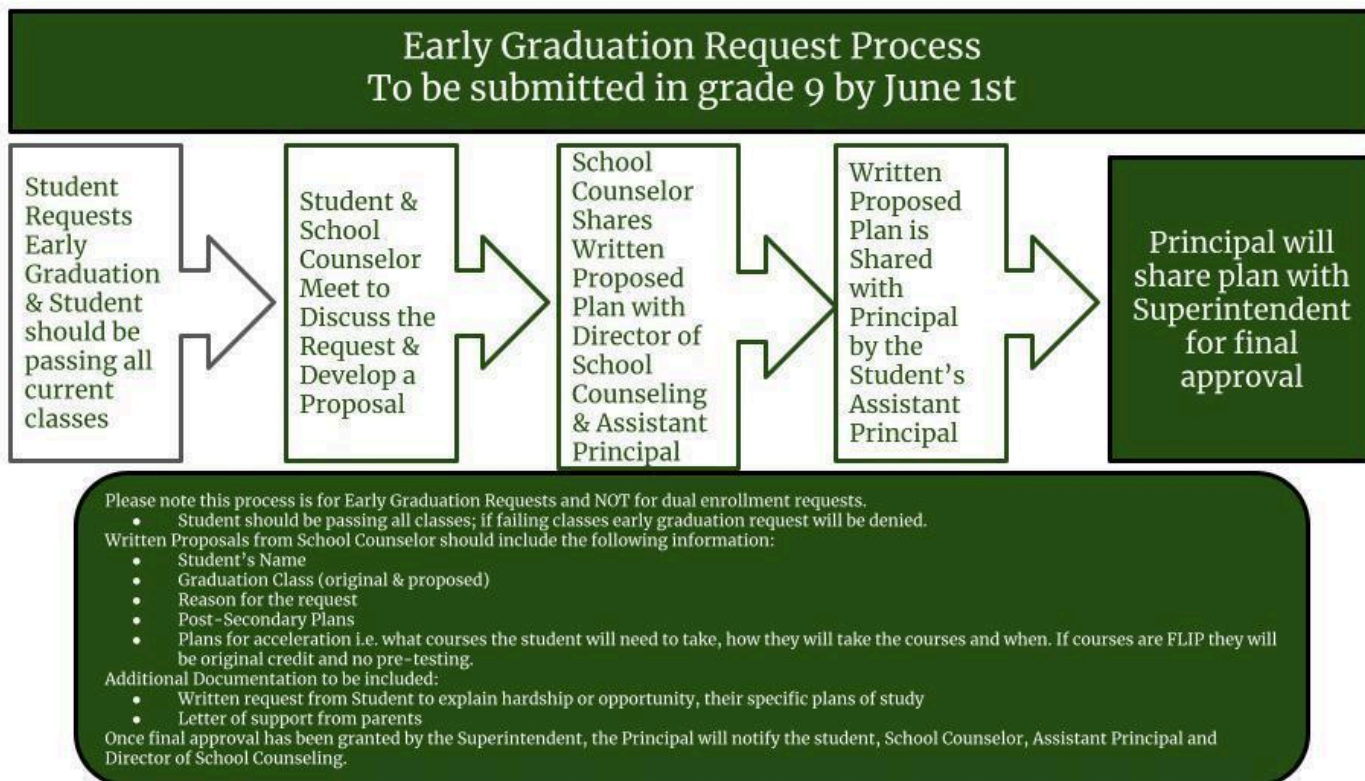 Early Graduation Request Process
To be submitted in grade 9 by June 1st
Student
Requests
Early
Graduation
& Student
should be
passing all
current
classes
Student &
School
Counselor
Meet to
Discuss the
Request &
Develop a
Proposal
School
Counselor
Shares
Written
Proposed
Plan with
Director of
School
Counseling
& Assistant
Principal
Written
Proposed
Plan is
Shared
with
Principal
by the
Student's
Assistant
Principal
Principal will
share plan with
Superintendent
for final
approval
Please note this process is for Early Graduation Requests and NOT for dual enrollment requests.
● Student should be passing all classes; if failing classes early graduation request will be denied.
Written Proposals from School Counselor should include the following information:
● Student's Name
● Graduation Class (original & proposed)
● Reason for the request
● Post-Secondary Plans
● Plans for acceleration i.e. what courses the student will need to take, how they will take the courses and when. If courses are FLIP they will
be original credit and no pre-testing.
Additional Documentation to be included:
● Written request from Student to explain hardship or opportunity, their specific plans of study
● Letter of support from parents
Once final approval has been granted by the Superintendent, the Principal will notify the student, School Counselor, Assistant Principal and
Director of School Counseling.